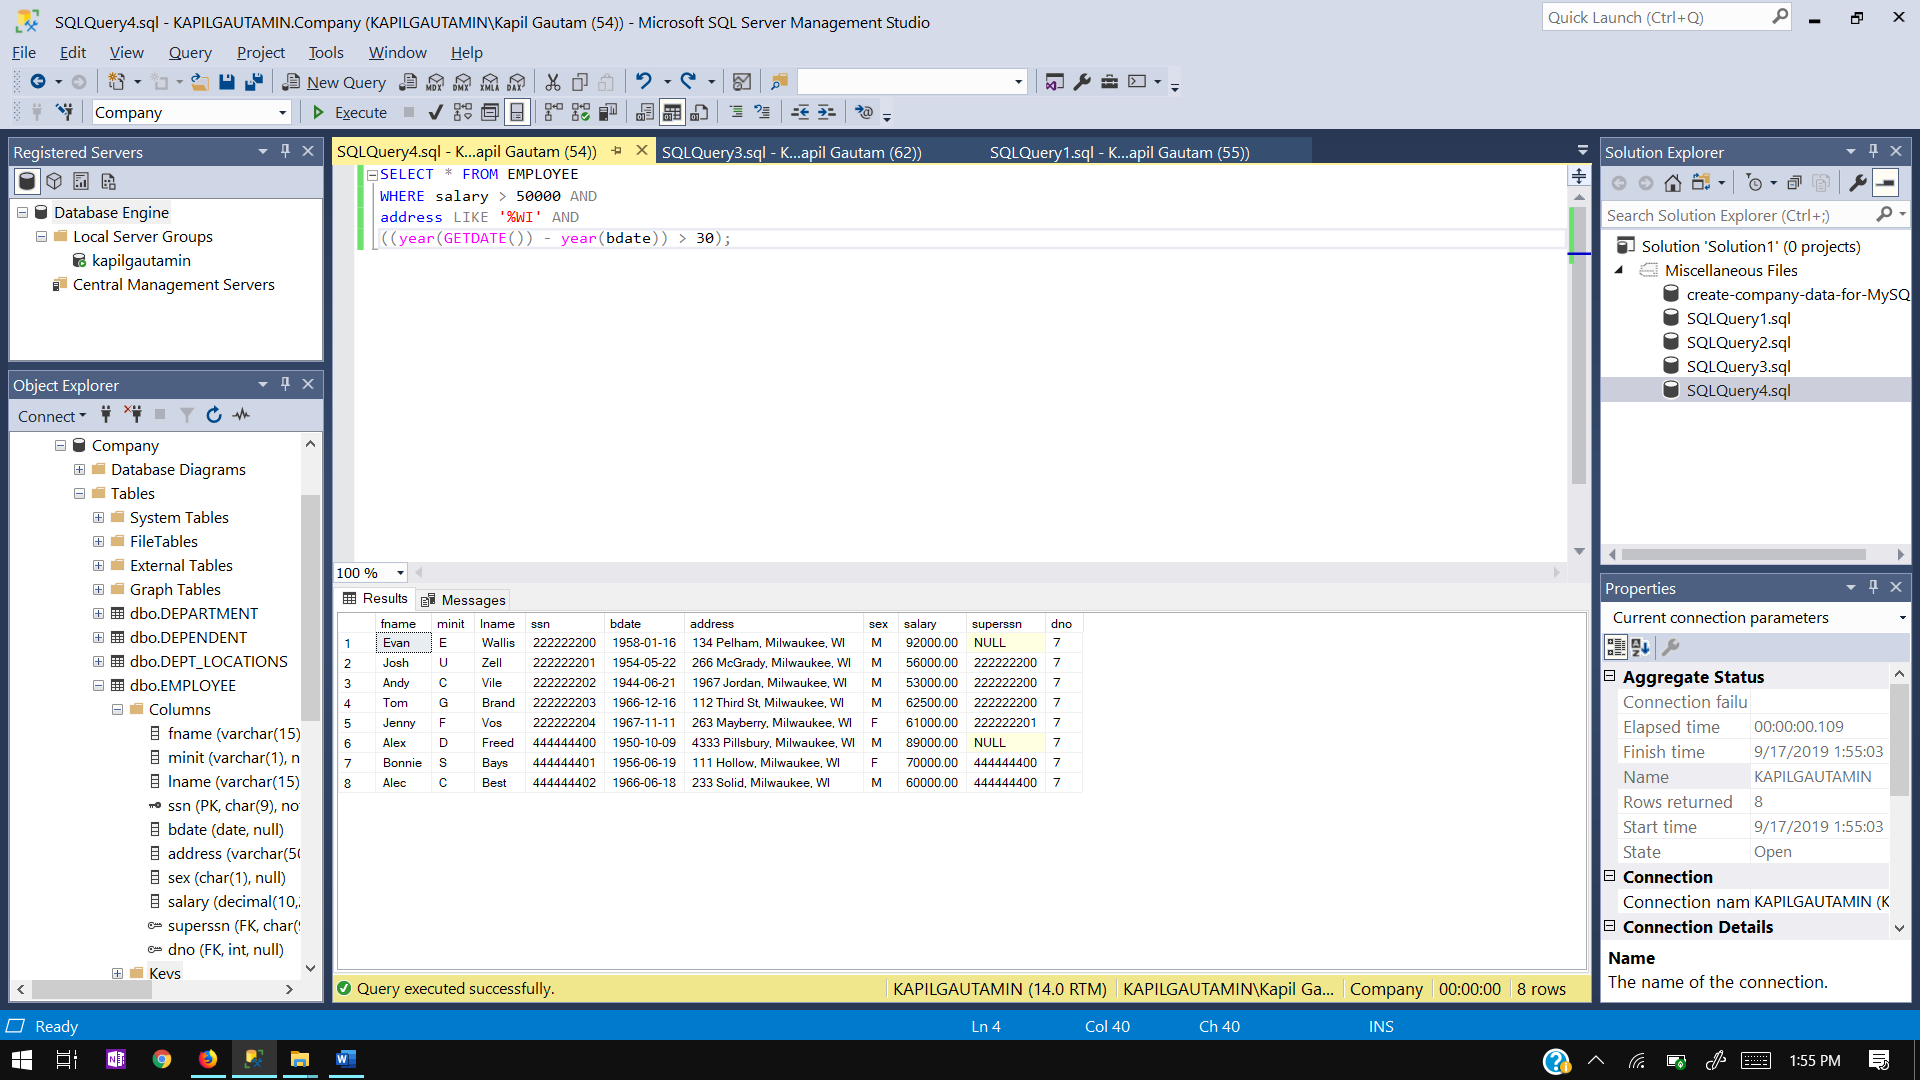 SQLQuery4.sql - KAPILGAUTAMIN.Company (KAPILGAUTAMIN\Kapil Gautam (54)) - Microsoft SQL Server Management Studio
Quick Launch (Ctrl+Q)
File Edit View Query Project Tools Window Help
New Query MDX DMX XMLA DAX
Company Execute
Registered Servers
Database Engine
Local Server Groups
kapilgautamin
Central Management Servers
Object Explorer
Connect
Company
Database Diagrams
Tables
System Tables
FileTables
External Tables
Graph Tables
dbo.DEPARTMENT
dbo.DEPENDENT
dbo.DEPT_LOCATIONS
dbo.EMPLOYEE
Columns
fname (varchar(15)
minit (varchar(1), n
lname (varchar(15)
ssn (PK, char(9), no
bdate (date, null)
address (varchar(50
sex (char(1), null)
salary (decimal(10,
superssn (FK, char(9
dno (FK, int, null)
Keys
SQLQuery4.sql - K...apil Gautam (54)) SQLQuery3.sql - K...apil Gautam (62)) SQLQuery1.sql - K...apil Gautam (55))
SELECT * FROM EMPLOYEE
WHERE salary > 50000 AND
address LIKE '%WI' AND
((year(GETDATE()) - year(bdate)) > 30);
100 %
Results Messages
fname minit lname ssn bdate address sex salary superssn dno
1 Evan E Wallis 222222200 1958-01-16 134 Pelham, Milwaukee, WI M 92000.00 NULL 7
2 Josh U Zell 222222201 1954-05-22 266 McGrady, Milwaukee, WI M 56000.00 222222200 7
3 Andy C Vile 222222202 1944-06-21 1967 Jordan, Milwaukee, WI M 53000.00 222222200 7
4 Tom G Brand 222222203 1966-12-16 112 Third St, Milwaukee, WI M 62500.00 222222200 7
5 Jenny F Vos 222222204 1967-11-11 263 Mayberry, Milwaukee, WI F 61000.00 222222201 7
6 Alex D Freed 444444400 1950-10-09 4333 Pillsbury, Milwaukee, WI M 89000.00 NULL 7
7 Bonnie S Bays 444444401 1956-06-19 111 Hollow, Milwaukee, WI F 70000.00 444444400 7
8 Alec C Best 444444402 1966-06-18 233 Solid, Milwaukee, WI M 60000.00 444444400 7
Query executed successfully. KAPILGAUTAMIN (14.0 RTM) KAPILGAUTAMIN\Kapil Ga... Company 00:00:00 8 rows
Solution Explorer
Search Solution Explorer (Ctrl+;)
Solution 'Solution1' (0 projects)
Miscellaneous Files
create-company-data-for-MySQ
SQLQuery1.sql
SQLQuery2.sql
SQLQuery3.sql
SQLQuery4.sql
Properties
Current connection parameters
Aggregate Status
Connection failu
Elapsed time 00:00:00.109
Finish time 9/17/2019 1:55:03
Name KAPILGAUTAMIN
Rows returned 8
Start time 9/17/2019 1:55:03
State Open
Connection
Connection nam KAPILGAUTAMIN (K
Connection Details
Name
The name of the connection.
Ready Ln 4 Col 40 Ch 40 INS
1:55 PM